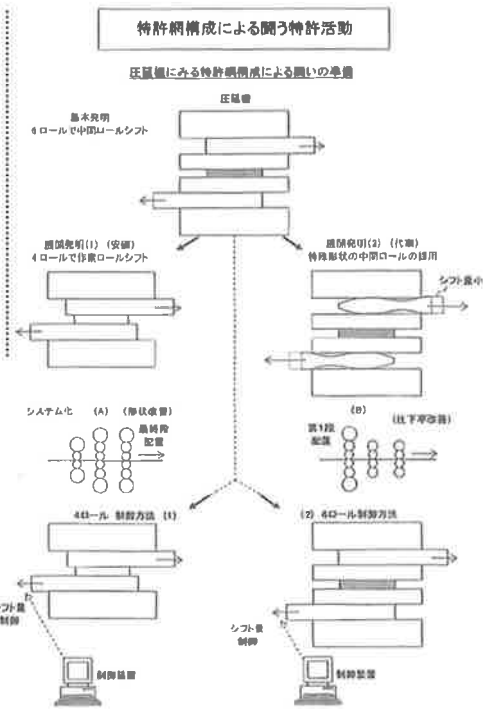 特許網構成による闘う特許活動
圧延機にみる特許網構成による闘いの準備
圧延機
基本発明
6ロールで中間ロールシフト
展開発明(1) (安価)
4ロールで作業ロールシフト
展開発明(2) (代案)
特殊形状の中間ロールの採用
シフト量小
システム化 (A) (形状改善)
最終段
配置
(B)
(圧下率改善)
第1段
配置
4ロール 制御方法 (1)
(2) 6ロール制御方法
シフト量
制御
制御装置
シフト量
制御
制御装置